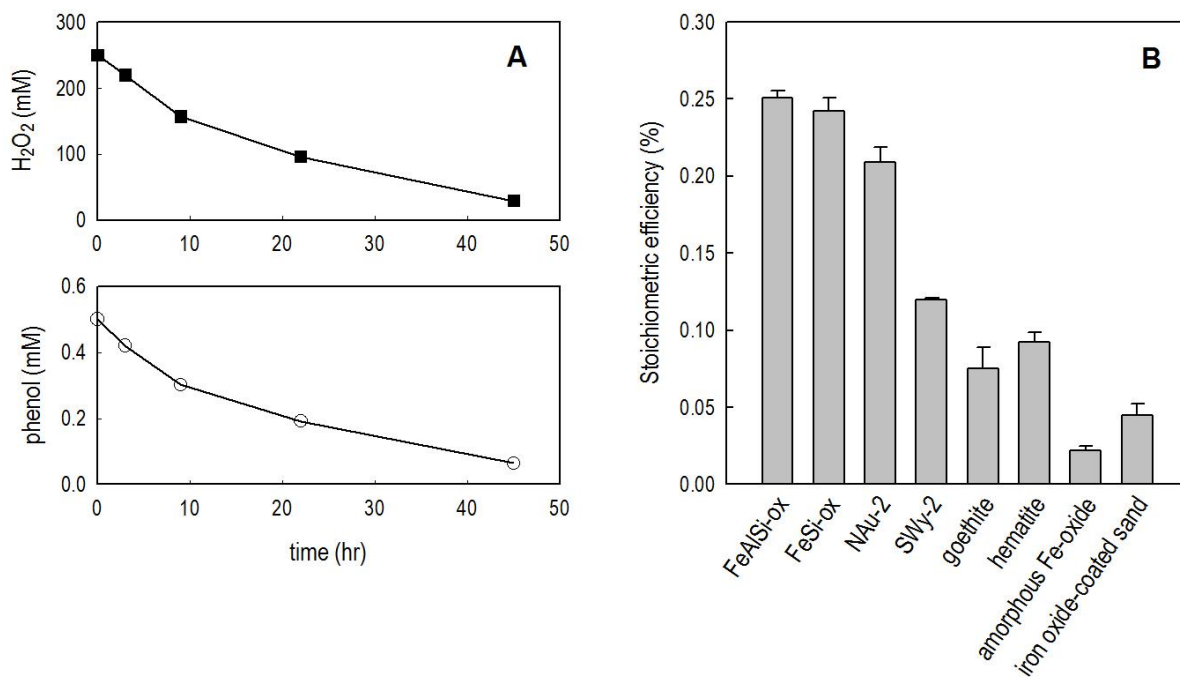 A
H₂O₂ (mM)
300
200
100
0
0 10 20 30 40 50
phenol (mM)
0.6
0.4
0.2
0.0
0 10 20 30 40 50
time (hr)
B
Stoichiometric efficiency (%)
0.30
0.25
0.20
0.15
0.10
0.05
0.00
FeAlSi-ox
FeSi-ox
NAu-2
SWy-2
goethite
hematite
amorphous Fe-oxide
iron oxide-coated sand